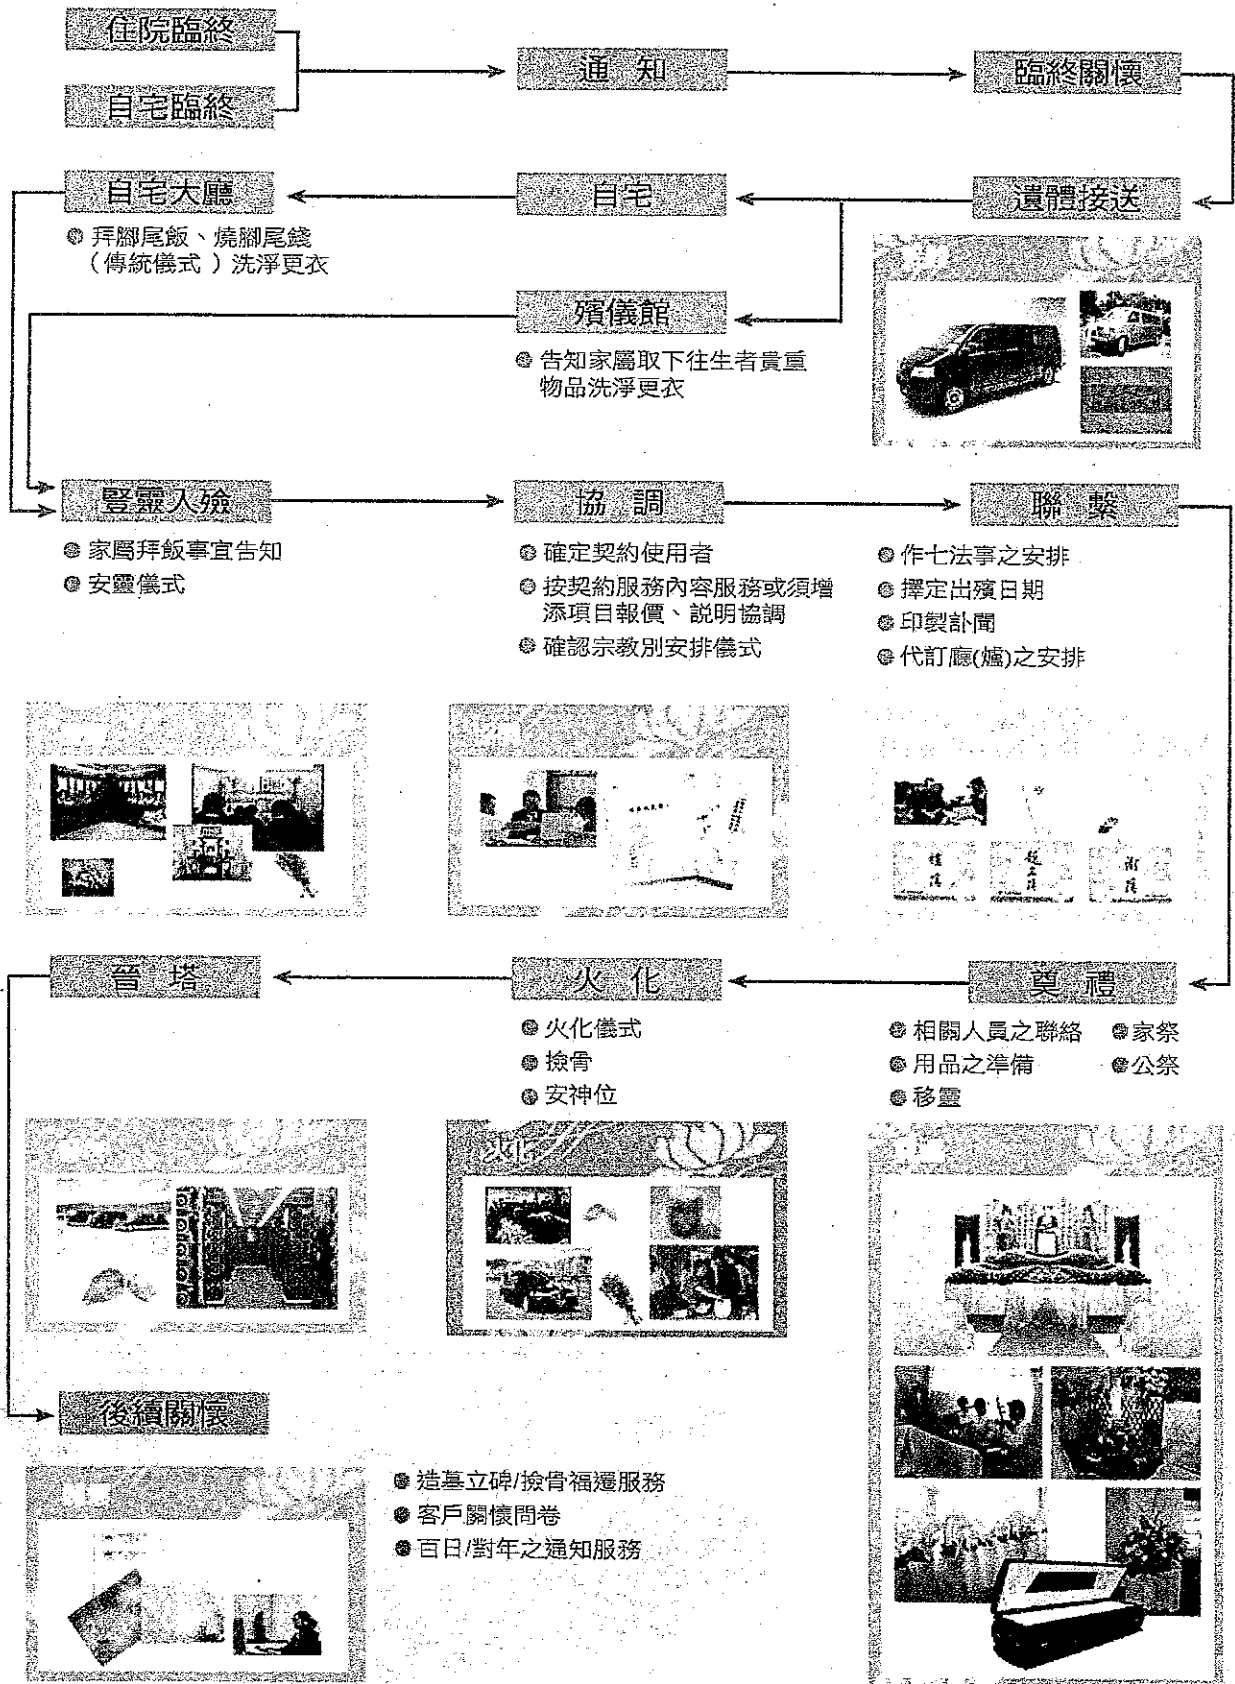 住院臨終
自宅臨終
通 知
臨終關懷
遺體接送
自宅
自宅大廳
拜腳尾飯、燒腳尾錢
（傳統儀式 ）洗淨更衣
殯儀館
告知家屬取下往生者貴重
物品洗淨更衣
豎靈入殮
家屬拜飯事宜告知
安靈儀式
協 調
確定契約使用者
按契約服務內容服務或須增
添項目報價、説明協調
確認宗教別安排儀式
聯 繫
作七法事之安排
擇定出殯日期
印製訃聞
代訂廳(爐)之安排
奠 禮
相關人員之聯絡
用品之準備
移靈
家祭
公祭
火 化
火化儀式
撿骨
安神位
火化
晉 塔
後續關懷
造墓立碑/撿骨福遷服務
客戶關懷問卷
百日/對年之通知服務